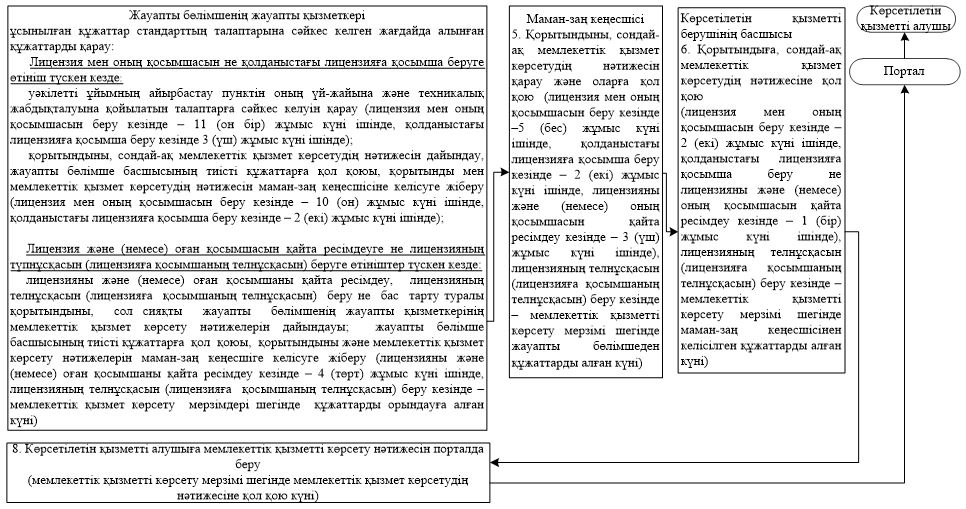 Жауапты бөлімшенің жауапты қызметкері
ұсынылған құжаттар стандарттың талаптарына сәйкес келген жағдайда алынған
құжаттарды қарау:
Лицензия мен оның қосымшасын не қолданыстағы лицензияға қосымша беруге
өтініш түскен кезде:
уәкілетті ұйымның айырбастау пунктін оның үй-жайына және техникалық
жабдықталуына қойылатын талаптарға сәйкес келуін қарау (лицензия мен оның
қосымшасын беру кезінде – 11 (он бір) жұмыс күні ішінде, қолданыстағы
лицензияға қосымша беру кезінде 3 (үш) жұмыс күні ішінде);
қорытындыны, сондай-ақ мемлекеттік қызмет көрсетудің нәтижесін дайындау,
жауапты бөлімше басшысының тиісті құжаттарға қол қоюы, қорытынды мен
мемлекеттік қызмет көрсетудің нәтижесін маман-заң кеңесшісіне келісуге жіберу
(лицензия мен оның қосымшасын беру кезінде – 10 (он) жұмыс күні ішінде,
қолданыстағы лицензияға қосымша беру кезінде – 2 (екі) жұмыс күні ішінде);
Лицензия және (немесе) оған қосымшасын қайта ресімдеуге не лицензияның
түпнұсқасын (лицензияға қосымшаның телнұсқасын) беруге өтініштер түскен кезде:
лицензияны және (немесе) оған қосымшаны қайта ресімдеу, лицензияның
телнұсқасын (лицензияға қосымшаның телнұсқасын) беру не бас тарту туралы
қорытындыны, сол сияқты жауапты бөлімшенің жауапты қызметкерінің
мемлекеттік қызмет көрсету нәтижелерін дайындауы; жауапты бөлімше
басшысының тиісті құжаттарға қол қоюы, қорытындыны және мемлекеттік қызмет
көрсету нәтижелерін маман-заң кеңесшіге келісуге жіберу (лицензияны және
(немесе) оған қосымшаны қайта ресімдеу кезінде – 4 (төрт) жұмыс күні ішінде,
лицензияның телнұсқасын (лицензияға қосымшаның телнұсқасын) беру кезінде –
мемлекеттік қызмет көрсету мерзімдері шегінде құжаттарды орындауға алған
күні)
Маман-заң кеңесшісі
5. Қорытындыны, сондай-
ақ мемлекеттік қызмет
көрсетудің нәтижесін
қарау және оларға қол
қою (лицензия мен оның
қосымшасын беру кезінде
–5 (бес) жұмыс күні
ішінде, қолданыстағы
лицензияға қосымша беру
кезінде – 2 (екі) жұмыс
күні ішінде, лицензияны
және (немесе) оның
қосымшасын қайта
ресімдеу кезінде – 3 (үш)
жұмыс күні ішінде),
лицензияның телнұсқасын
(лицензияға қосымшаның
телнұсқасын) беру кезінде
– мемлекеттік қызметті
көрсету мерзімі шегінде
жауапты бөлімшеден
құжаттарды алған күні)
Көрсетілетін қызметті
берушінің басшысы
6. Қорытындыға, сондай-ақ
мемлекеттік қызмет
көрсетудің нәтижесіне қол
қою
(лицензия мен оның
қосымшасын беру кезінде –
2 (екі) жұмыс күні ішінде,
қолданыстағы лицензияға
қосымша беру не
лицензияны және (немесе)
оның қосымшасын қайта
ресімдеу кезінде – 1 (бір)
жұмыс күні ішінде),
лицензияның телнұсқасын
(лицензияға қосымшаның
телнұсқасын) беру кезінде –
мемлекеттік қызметті
көрсету мерзімі шегінде
маман-заң кеңесшісінен
келісілген құжаттарды алған
күні)
Көрсетілетін
қызметті алушы
Портал
8. Көрсетілетін қызметті алушыға мемлекеттік қызметті көрсету нәтижесін порталда
беру
(мемлекеттік қызметті көрсету мерзімі шегінде мемлекеттік қызмет көрсетудің
нәтижесіне қол қою күні)